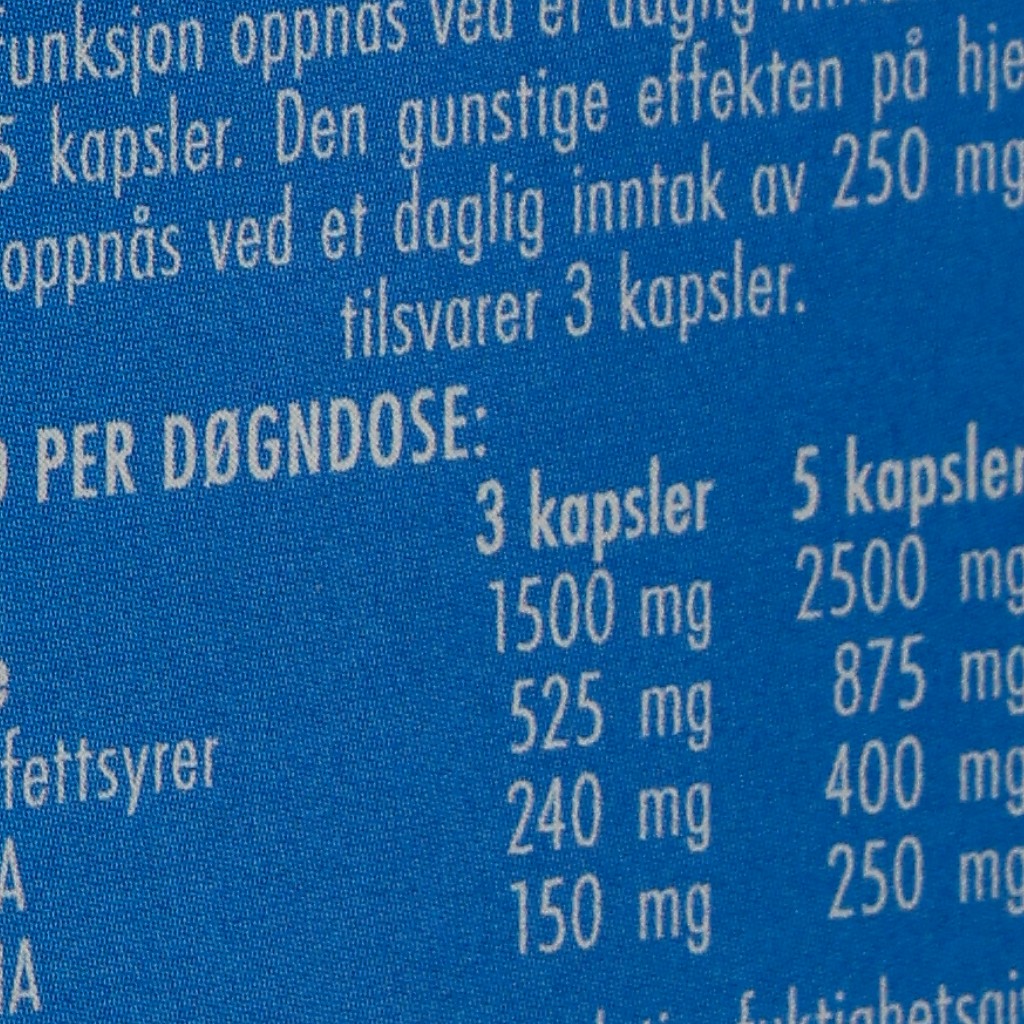 funksjon oppnås ved et daglig
5 kapsler. Den gunstige effekten på hje
oppnås ved et daglig inntak av 250 mg
tilsvarer 3 kapsler.
PER DØGNDOSE:
3 kapsler 5 kapsler
1500 mg 2500 mg
525 mg 875 mg
fettsyrer 240 mg 400 mg
A 150 mg 250 mg
A
fuktighetsgi